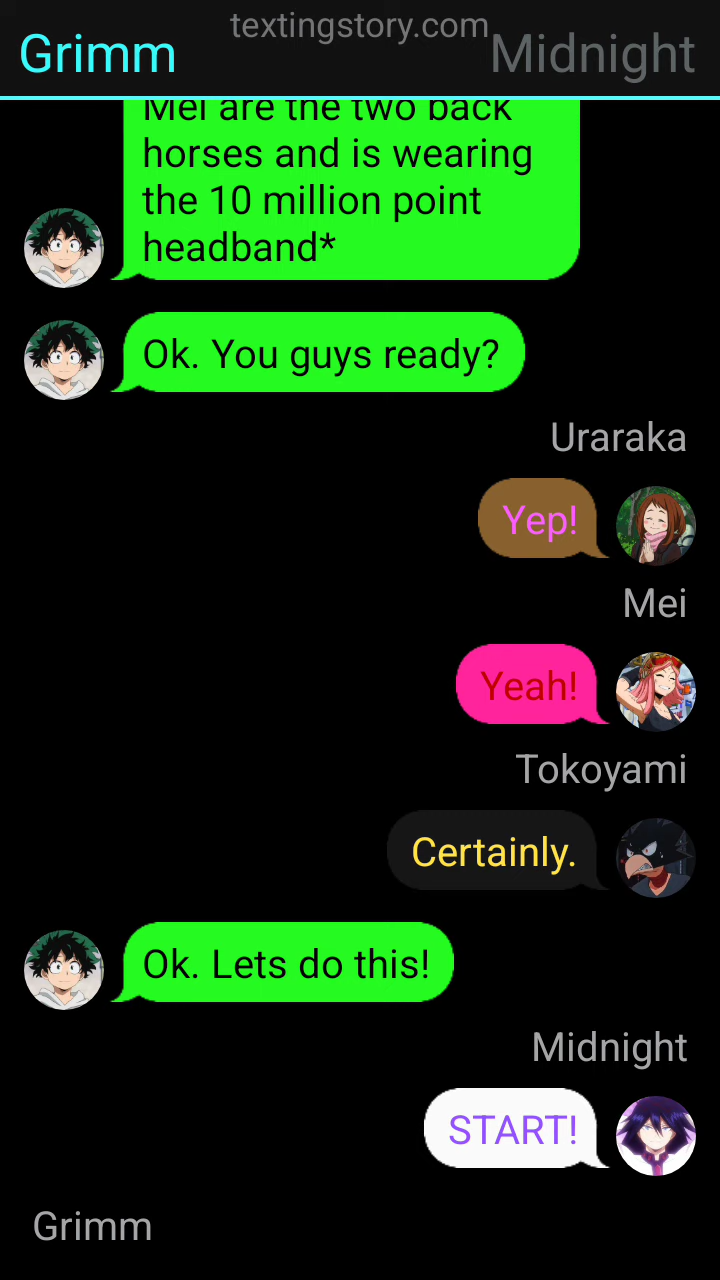 textingstory.com
Grimm
Midnight
Mei are the two back
horses and is wearing
the 10 million point
headband*
Ok. You guys ready?
Uraraka
Yep!
Mei
Yeah!
Tokoyami
Certainly.
Ok. Lets do this!
Midnight
START!
Grimm